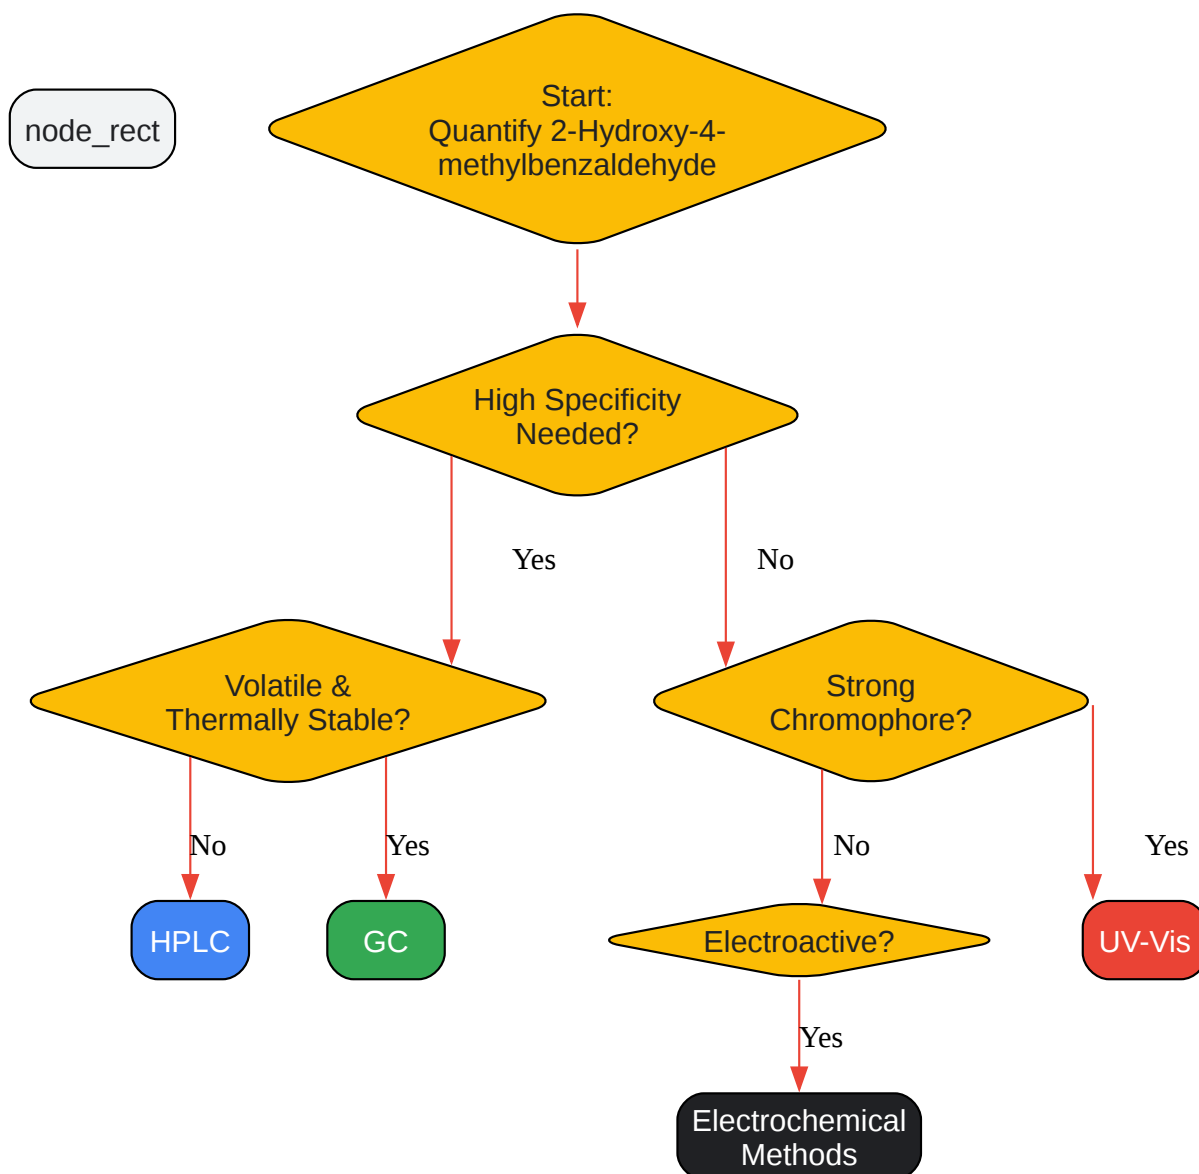 node_rect
Start:
Quantify 2-Hydroxy-4-
methylbenzaldehyde
High Specificity
Needed?
Yes
No
Volatile &
Thermally Stable?
Strong
Chromophore?
No
Yes
No
Yes
HPLC
GC
Electroactive?
UV-Vis
Yes
Electrochemical
Methods